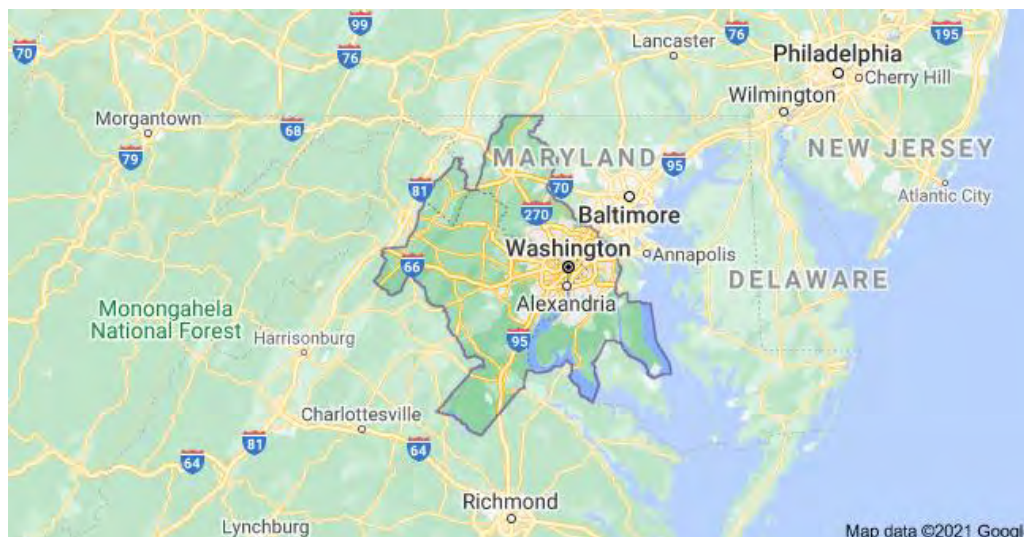 99
70
76
76
195
Lancaster
Philadelphia
Cherry Hill
Wilmington
Morgantown
68
79
MARYLAND
95
NEW JERSEY
81
70
Atlantic City
270
Baltimore
Washington
Annapolis
66
DELAWARE
Alexandria
Monongahela
National Forest
95
Harrisonburg
Charlottesville
81
64
64
Richmond
Lynchburg
Map data ©2021 Googl